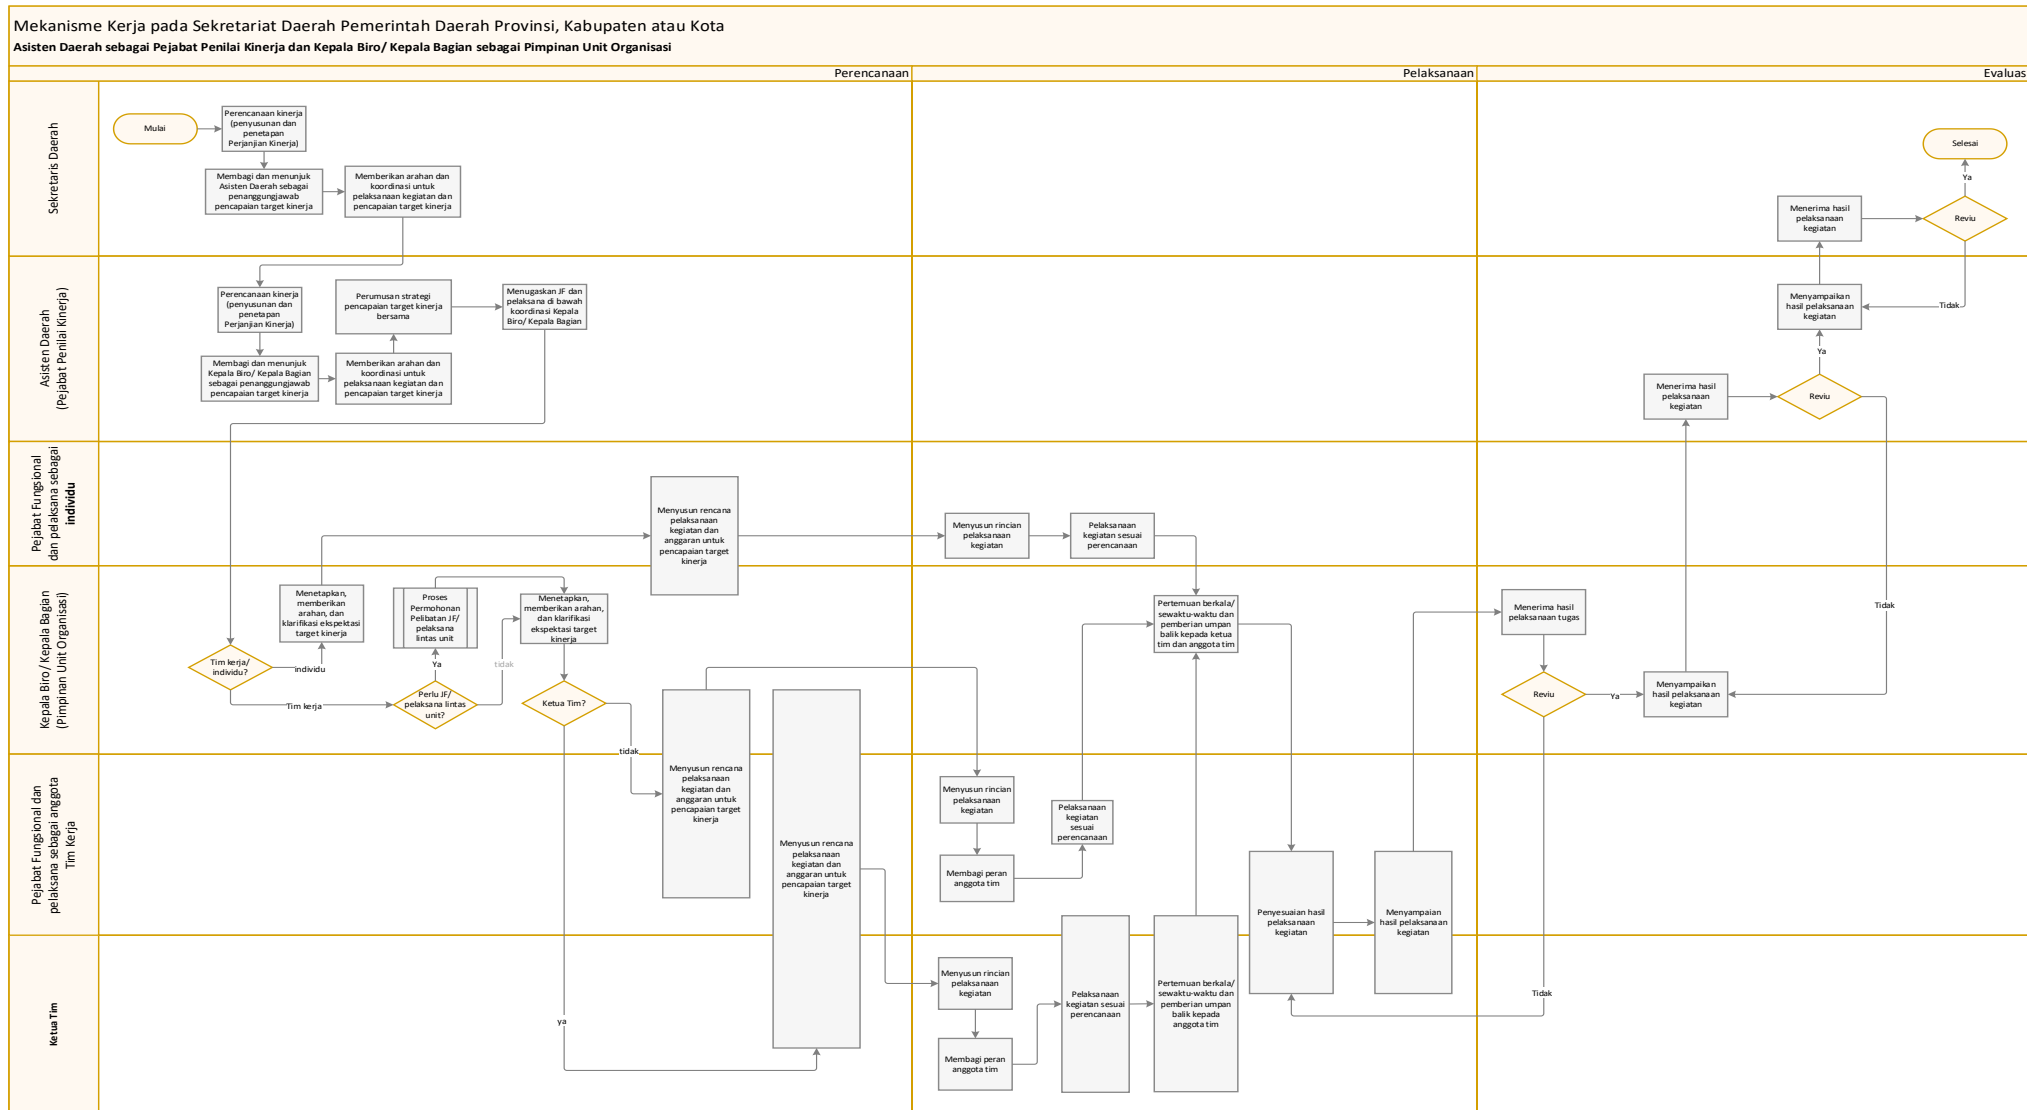 Mekanisme Kerja pada Sekretariat Daerah Pemerintah Daerah Provinsi, Kabupaten atau Kota
Asisten Daerah sebagai Pejabat Penilai Kinerja dan Kepala Biro/ Kepala Bagian sebagai Pimpinan Unit Organisasi
Perencanaan
Pelaksanaan
Evaluas
Sekretaris Daerah
Mulai
Perencanaan kinerja
(penyusunan dan
penetapan
Perjanjian Kinerja)
Membagi dan menunjuk
Asisten Daerah sebagai
penanggungjawab
pencapaian target kinerja
Memberikan arahan dan
koordinasi untuk
pelaksanaan kegiatan dan
pencapaian target kinerja
Menerima hasil
pelaksanaan
kegiatan
Reviu
Ya
Selesai
Tidak
Asisten Daerah
(Pejabat Penilai Kinerja)
Perencanaan kinerja
(penyusunan dan
penetapan
Perjanjian Kinerja)
Membagi dan menunjuk
Kepala Biro/ Kepala Bagian
sebagai penanggungjawab
pencapaian target kinerja
Memberikan arahan dan
koordinasi untuk
pelaksanaan kegiatan dan
pencapaian target kinerja
Perumusan strategi
pencapaian target kinerja
bersama
Menugaskan JF dan
pelaksana di bawah
koordinasi Kepala
Biro/ Kepala Bagian
Menyampaikan
hasil pelaksanaan
kegiatan
Ya
Menerima hasil
pelaksanaan
kegiatan
Reviu
Tidak
Pejabat Fungsional
dan pelaksana sebagai
individu
Menyusun rencana
pelaksanaan
kegiatan dan
anggaran untuk
pencapaian target
kinerja
Menyusun rincian
pelaksanaan
kegiatan
Pelaksanaan
kegiatan sesuai
perencanaan
Kepala Biro/ Kepala Bagian
(Pimpinan Unit Organisasi)
Tim kerja/
individu?
individu
Tim kerja
Menetapkan,
memberikan
arahan, dan
klarifikasi ekspektasi
target kinerja
Proses
Permohonan
Pelibatan JF/
pelaksana
lintas unit
Ya
tidak
Perlu JF/
pelaksana lintas
unit?
Menetapkan,
memberikan arahan,
dan klarifikasi
ekspektasi target
kinerja
Ketua Tim?
tidak
ya
Pertemuan berkala/
sewaktu-waktu dan
pemberian umpan
balik kepada ketua
tim dan anggota tim
Menerima hasil
pelaksanaan tugas
Reviu
Ya
Menyampaikan
hasil pelaksanaan
kegiatan
Tidak
Pejabat Fungsional dan
pelaksana sebagai anggota
Tim Kerja
Menyusun rencana
pelaksanaan
kegiatan dan
anggaran untuk
pencapaian target
kinerja
Menyusun rencana
pelaksanaan
kegiatan dan
anggaran untuk
pencapaian target
kinerja
Menyusun rincian
pelaksanaan
kegiatan
Membagi peran
anggota tim
Pelaksanaan
kegiatan
sesuai
perencanaan
Penyesuaian hasil
pelaksanaan
kegiatan
Menyampaian
hasil pelaksanaan
kegiatan
Ketua Tim
Menyusun rincian
pelaksanaan
kegiatan
Membagi peran
anggota tim
Pelaksanaan
kegiatan sesuai
perencanaan
Pertemuan berkala/
sewaktu-waktu dan
pemberian umpan
balik kepada
anggota tim